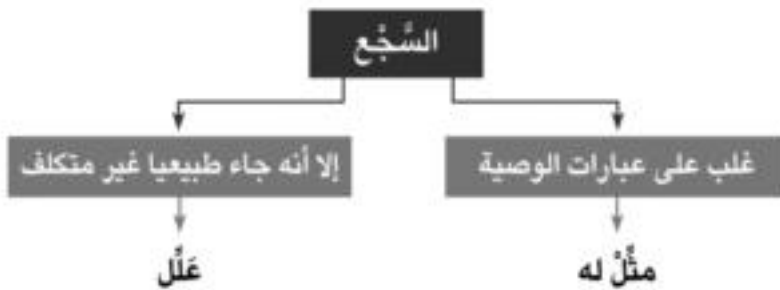 السَّجْع
غلب على عبارات الوصية
إلا أنه جاء طبيعيا غير متكلف
مثِّلْ له
عَلِّل